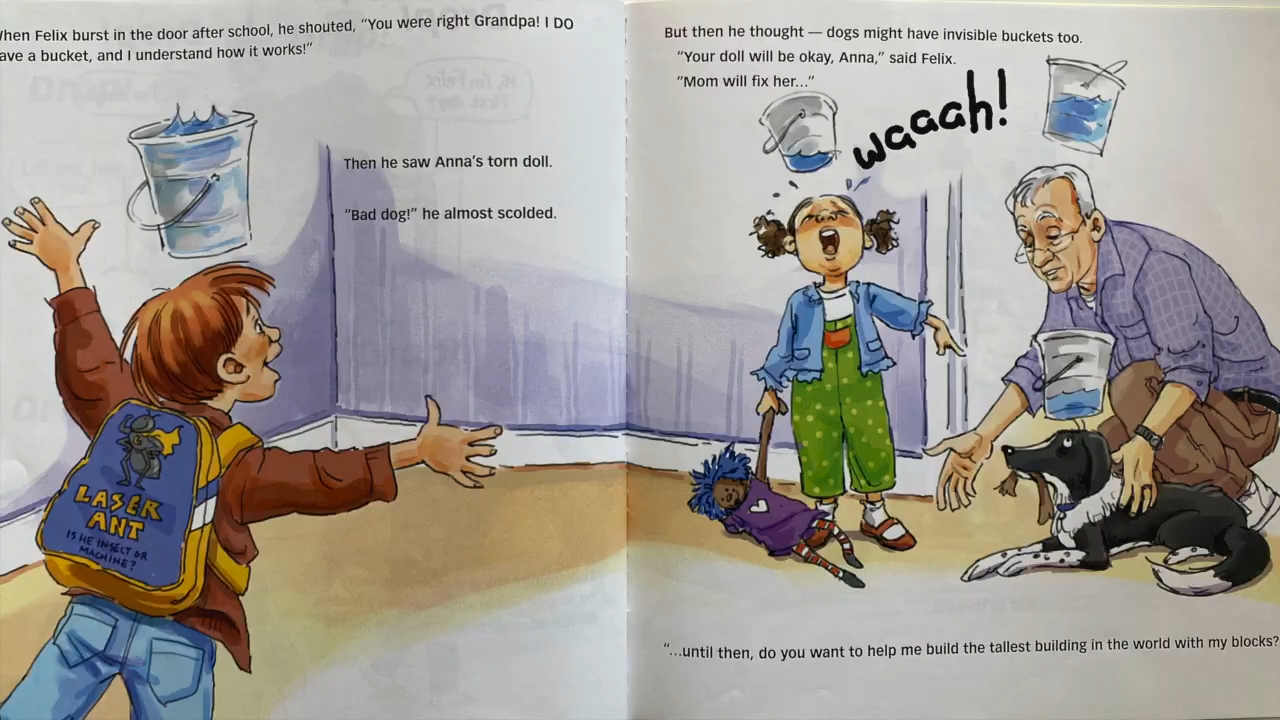 hen Felix burst in the door after school, he shouted, “You were right Grandpa! I DO
ave a bucket, and I understand how it works!”
Then he saw Anna’s torn doll.
“Bad dog!” he almost scolded.
LASER
ANT
IS HE INSECT OR
MACHINE?
But then he thought — dogs might have invisible buckets too.
“Your doll will be okay, Anna,” said Felix.
“Mom will fix her...”
waaah!
“...until then, do you want to help me build the tallest building in the world with my blocks?